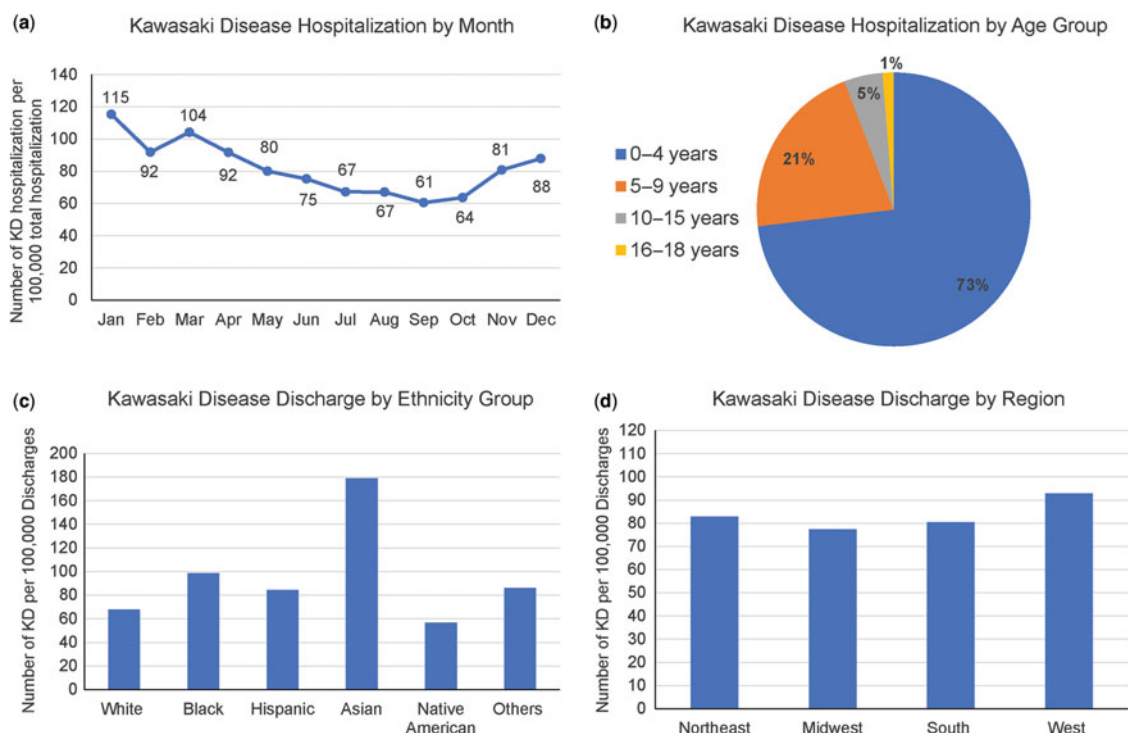 (a)
Kawasaki Disease Hospitalization by Month
Number of KD hospitalization per
100,000 total hospitalization
140
120
100
80
60
40
20
0
115
92
104
92
80
75
67
67
61
64
81
88
Jan Feb Mar Apr May Jun Jul Aug Sep Oct Nov Dec
(b)
Kawasaki Disease Hospitalization by Age Group
0–4 years
5–9 years
10–15 years
16–18 years
1%
5%
21%
73%
(c)
Kawasaki Disease Discharge by Ethnicity Group
Number of KD per 100,000 Discharges
200
180
160
140
120
100
80
60
40
20
0
White Black Hispanic Asian Native Others
American
(d)
Kawasaki Disease Discharge by Region
Number of KD per 100,000 Discharges
120
110
100
90
80
70
60
50
40
30
20
10
0
Northeast Midwest South West